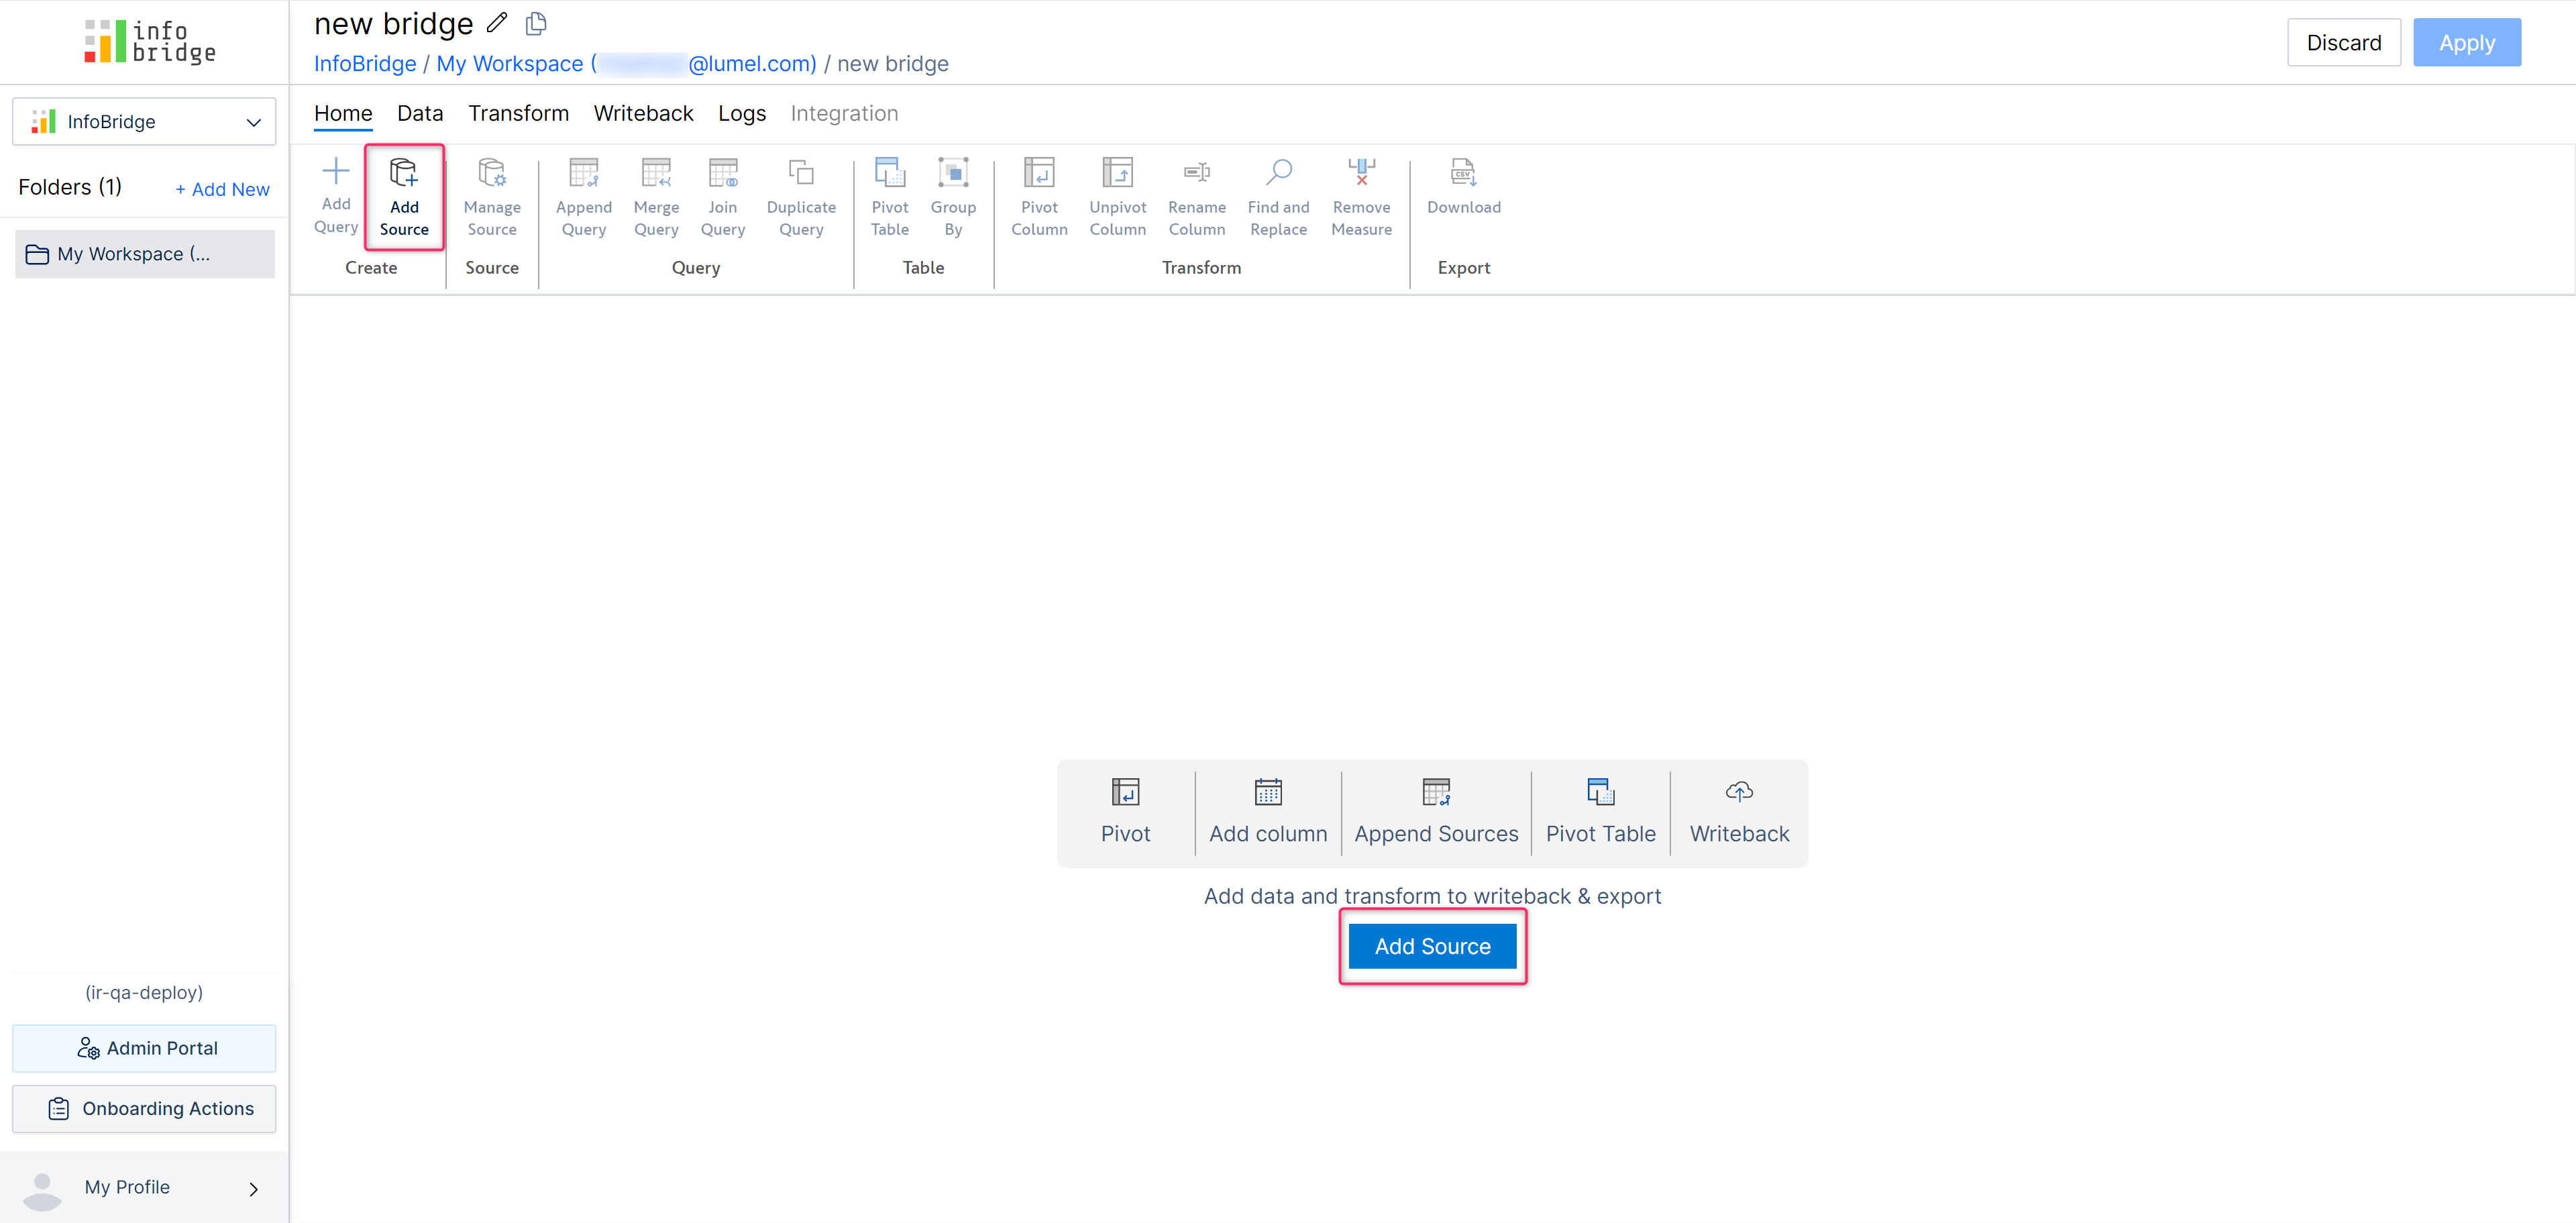 info
bridge
new bridge
InfoBridge / My Workspace ( @lumel.com) / new bridge
Discard
Apply
InfoBridge
Home Data Transform Writeback Logs Integration
Folders (1)
+ Add New
My Workspace (...
Add
Query
Add
Source
Create
Manage
Source
Source
Append
Query
Merge
Query
Join
Query
Duplicate
Query
Query
Pivot
Table
Group
By
Table
Pivot
Column
Unpivot
Column
Rename
Column
Find and
Replace
Remove
Measure
Transform
CSV
Download
Export
Pivot
Add column
Append Sources
Pivot Table
Writeback
Add data and transform to writeback & export
Add Source
(ir-qa-deploy)
Admin Portal
Onboarding Actions
My Profile